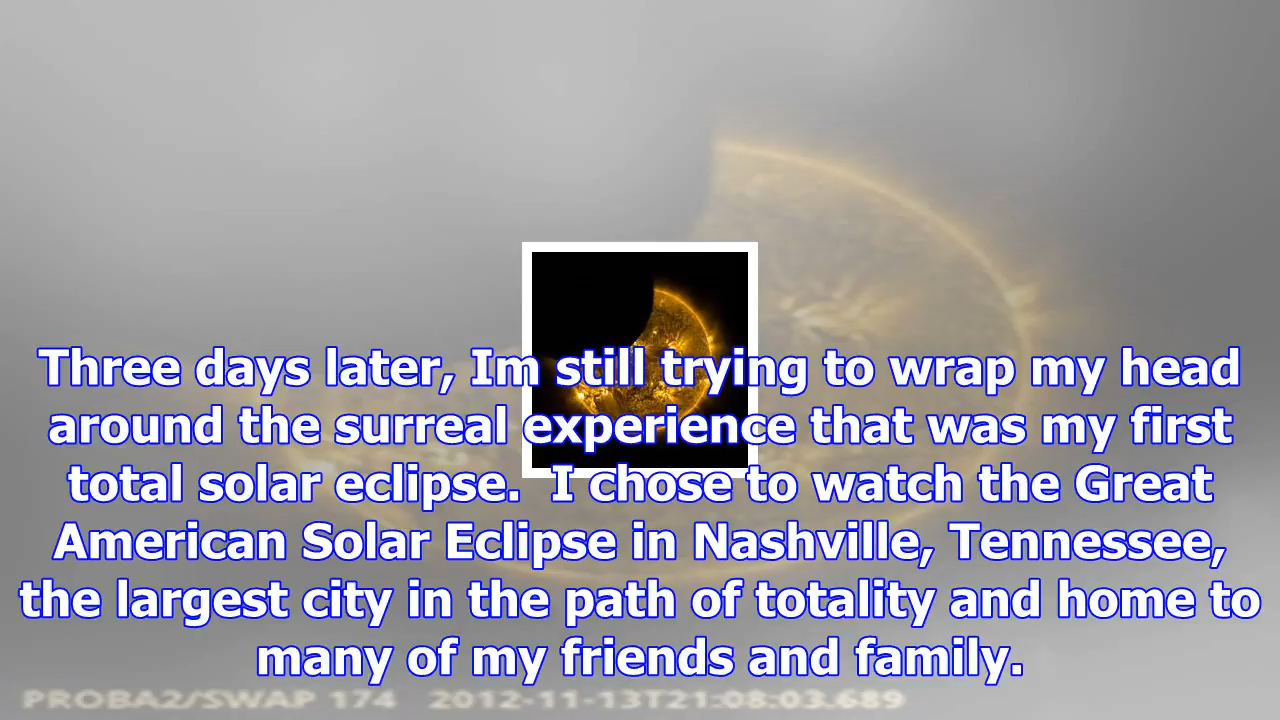 Three days later, Im still trying to wrap my head
around the surreal experience that was my first
total solar eclipse.  I chose to watch the Great
American Solar Eclipse in Nashville, Tennessee,
the largest city in the path of totality and home to
many of my friends and family.
PROBA2/SWAP 174   2012-11-13T21:08:03.689